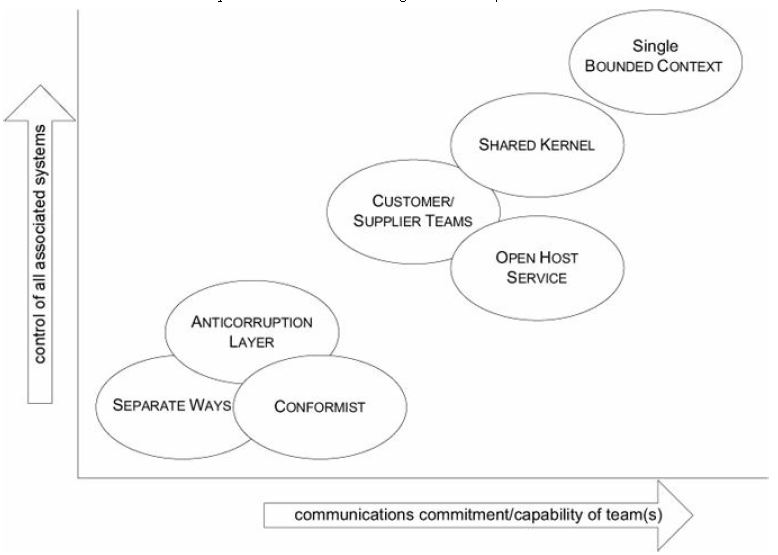 Single
BOUNDED CONTEXT
SHARED KERNEL
CUSTOMER/
SUPPLIER TEAMS
OPEN HOST
SERVICE
ANTICORRUPTION
LAYER
SEPARATE WAYS
CONFORMIST
control of all associated systems
communications commitment/capability of team(s)